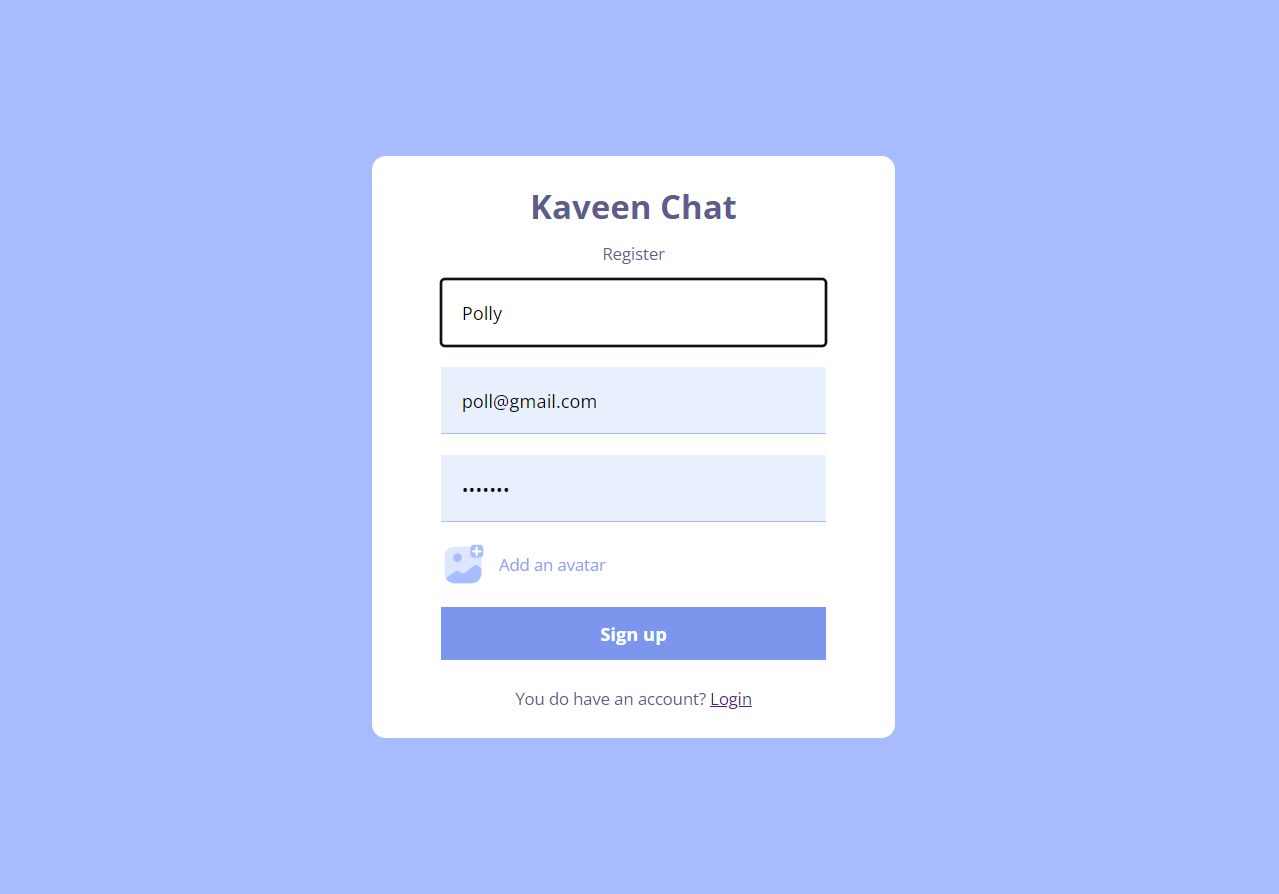 Kaveen Chat
Register
Polly
poll@gmail.com
•••••••
Add an avatar
Sign up
You do have an account? Login